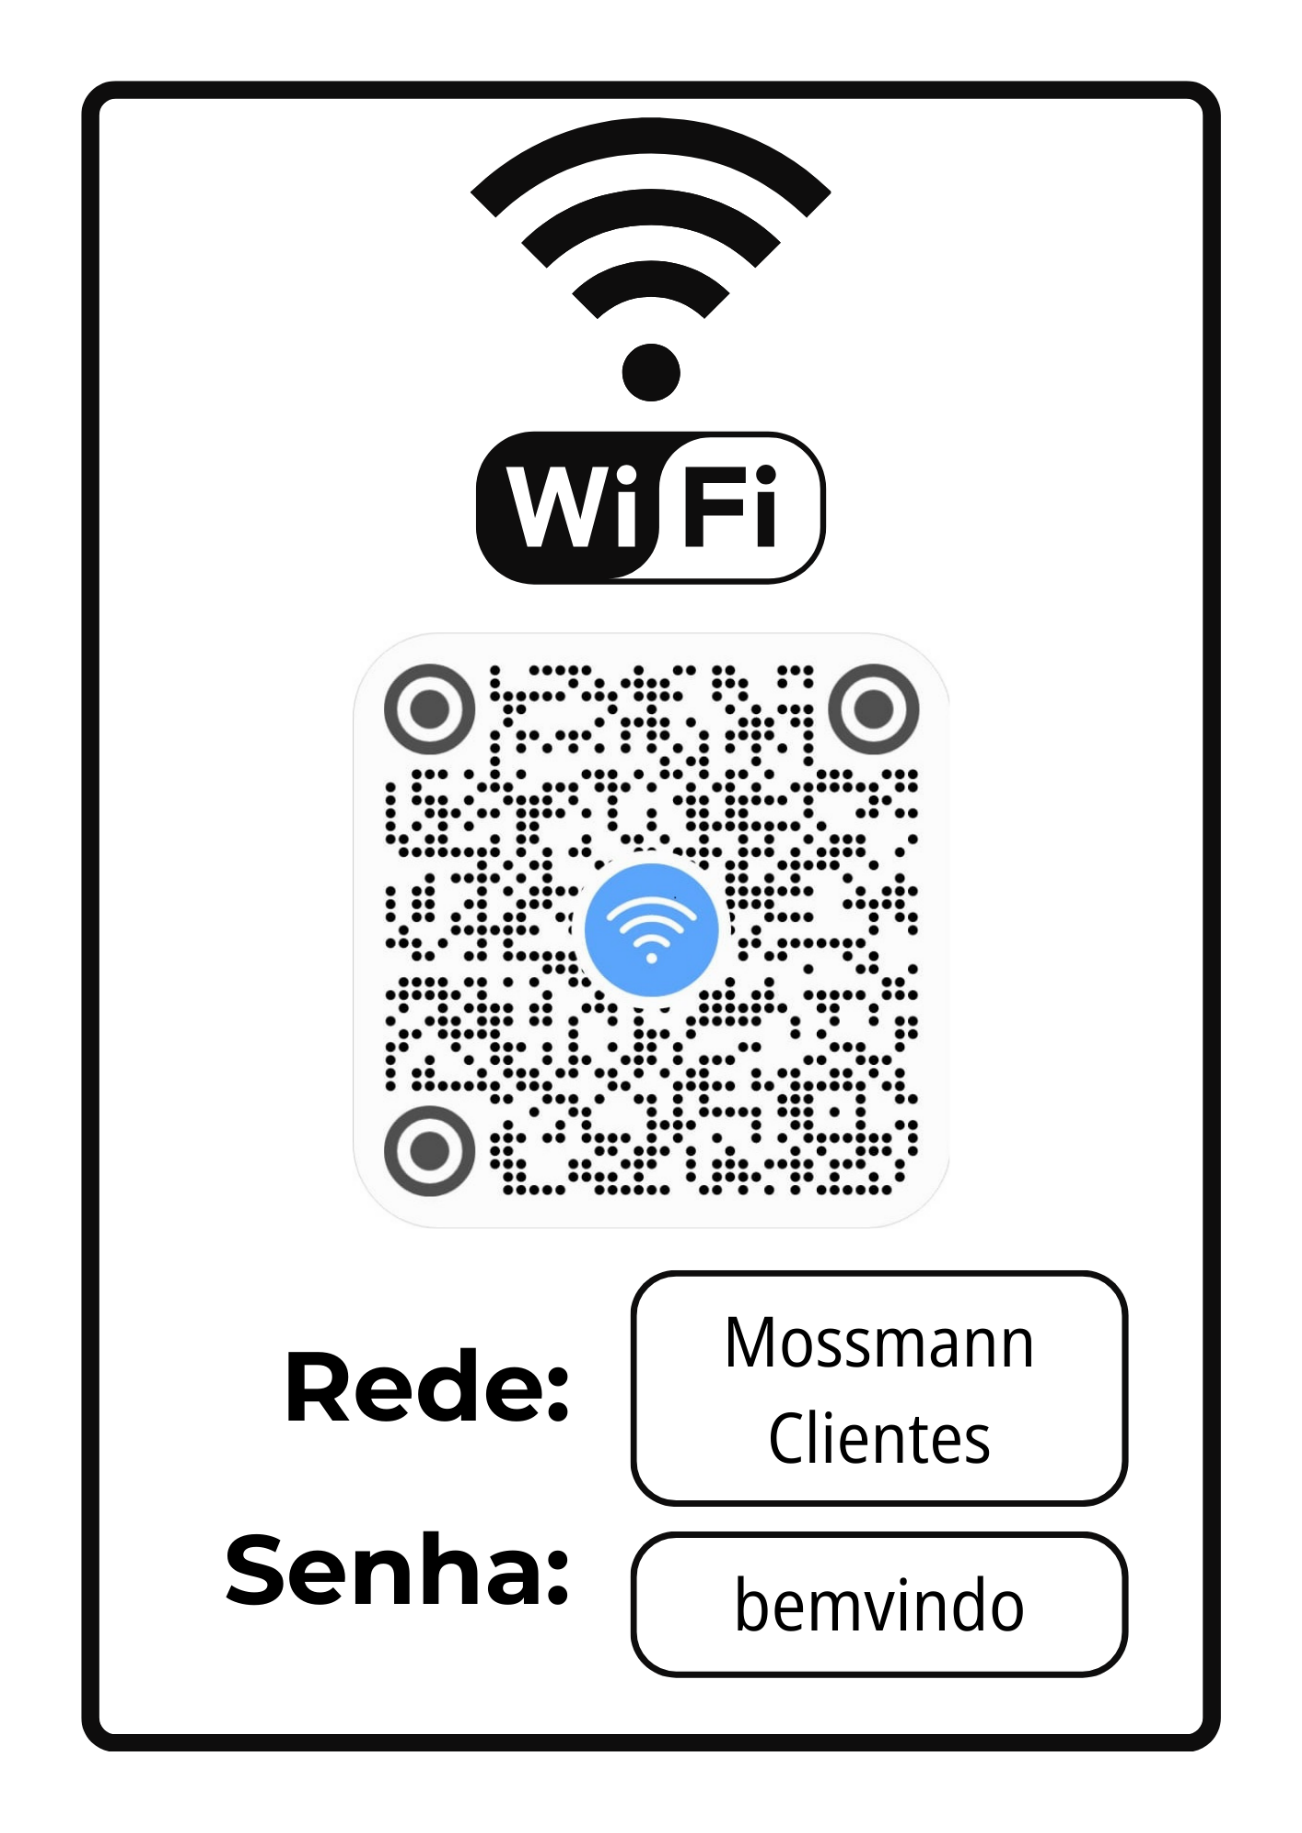 WiFi
Rede:
Mossmann
Clientes
Senha:
bemvindo